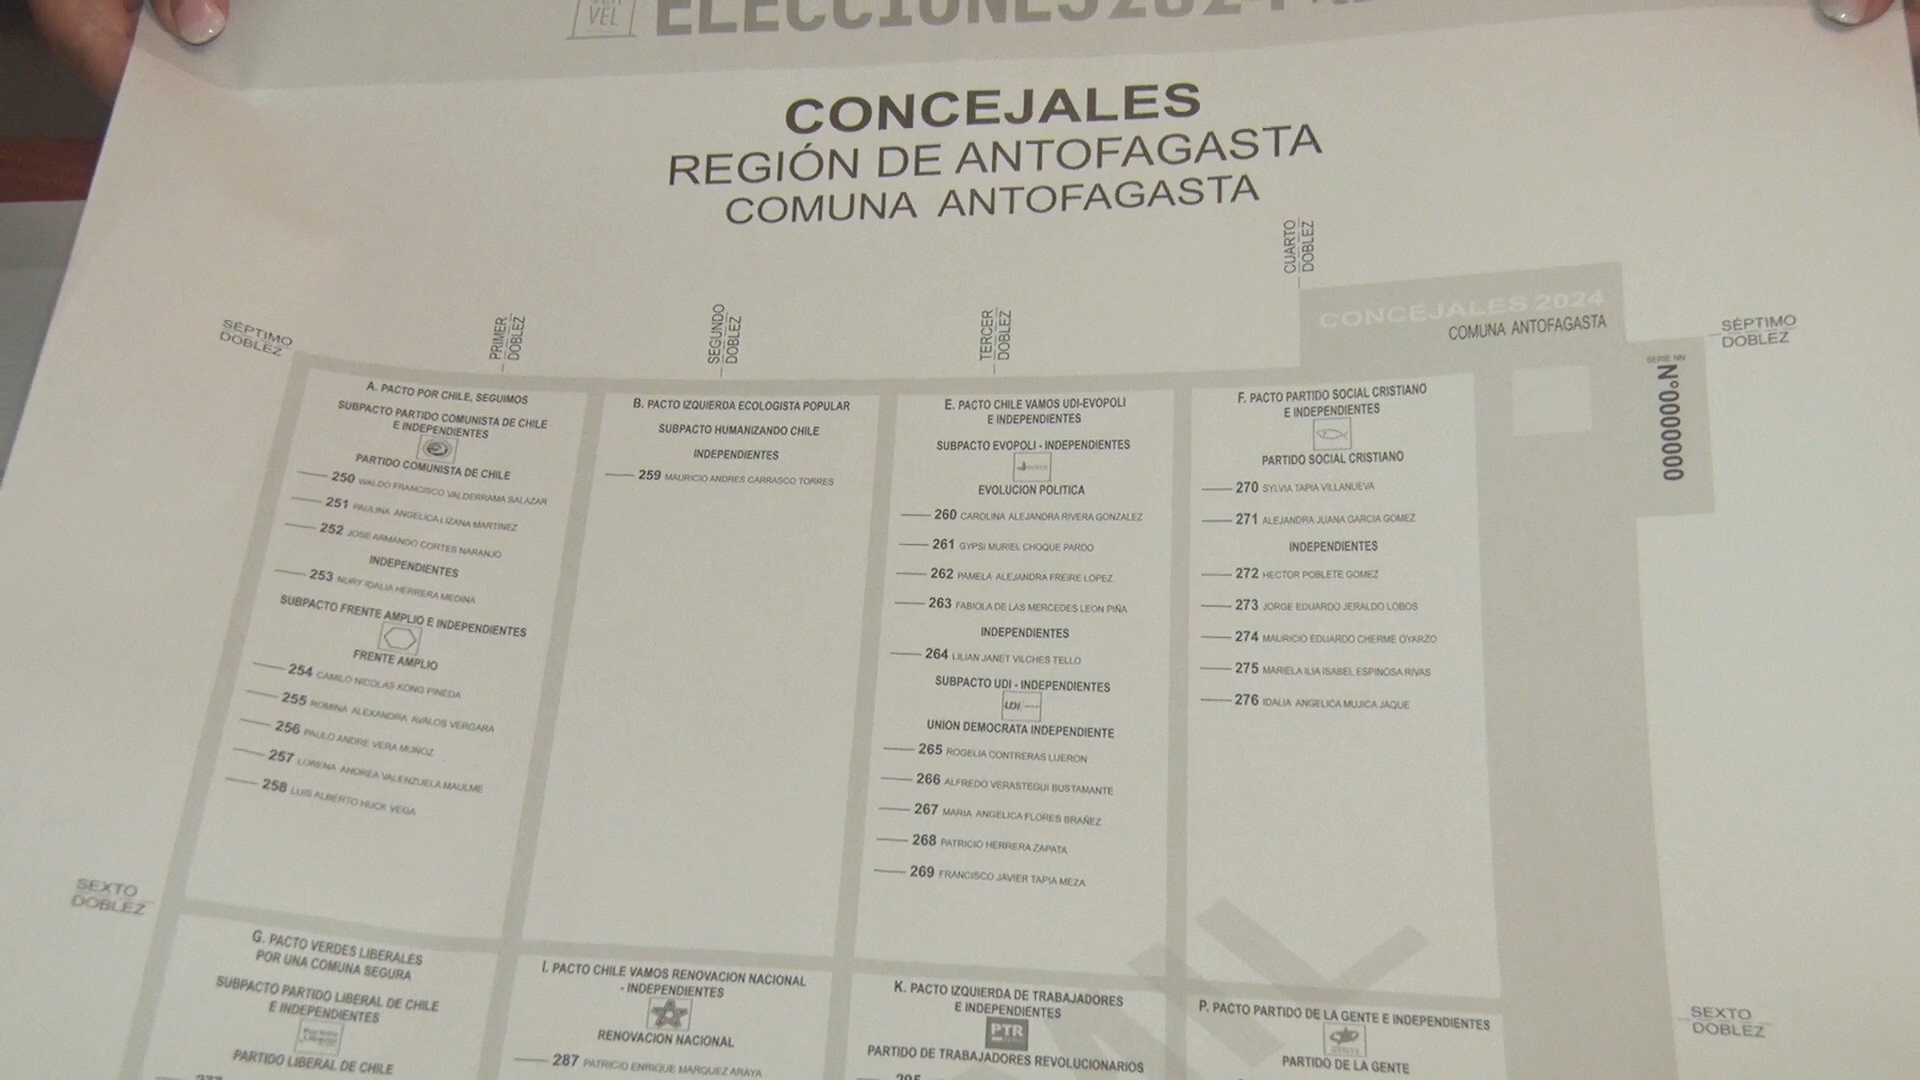 VEL
ELECCIONES 2024
CONCEJALES
REGIÓN DE ANTOFAGASTA
COMUNA ANTOFAGASTA
SÉPTIMO DOBLEZ
PRIMER DOBLEZ
SEGUNDO DOBLEZ
TERCER DOBLEZ
CUARTO DOBLEZ
CONCEJALES 2024
COMUNA ANTOFAGASTA
SÉPTIMO DOBLEZ
SERIE NN
N°0000000
A. PACTO POR CHILE, SEGUIMOS
SUBPACTO PARTIDO COMUNISTA DE CHILE
E INDEPENDIENTES
PARTIDO COMUNISTA DE CHILE
250 WALDO FRANCISCO VALDERRAMA SALAZAR
251 PAULINA ANGELICA LIZANA MARTINEZ
252 JOSE ARMANDO CORTES NARANJO
INDEPENDIENTES
253 NURY IDALIA HERRERA MEDINA
SUBPACTO FRENTE AMPLIO E INDEPENDIENTES
FRENTE AMPLIO
254 CAMILO NICOLAS KONG PINEDA
255 ROMINA ALEXANDRA AVALOS VERGARA
256 PAULO ANDRE VERA MUÑOZ
257 LORENA ANDREA VALENZUELA MAULME
258 LUIS ALBERTO HUCK VEGA
B. PACTO IZQUIERDA ECOLOGISTA POPULAR
SUBPACTO HUMANIZANDO CHILE
INDEPENDIENTES
259 MAURICIO ANDRES CARRASCO TORRES
E. PACTO CHILE VAMOS UDI-EVOPOLI
E INDEPENDIENTES
SUBPACTO EVOPOLI - INDEPENDIENTES
EVOLUCION POLITICA
260 CAROLINA ALEJANDRA RIVERA GONZALEZ
261 GYPSI MURIEL CHOQUE PARDO
262 PAMELA ALEJANDRA FREIRE LOPEZ
263 FABIOLA DE LAS MERCEDES LEON PIÑA
INDEPENDIENTES
264 LILIAN JANET VILCHES TELLO
SUBPACTO UDI - INDEPENDIENTES
UDI
UNION DEMOCRATA INDEPENDIENTE
265 ROGELIA CONTRERAS LIJERON
266 ALFREDO VERASTEGUI BUSTAMANTE
267 MARIA ANGELICA FLORES BRAÑEZ
268 PATRICIO HERRERA ZAPATA
269 FRANCISCO JAVIER TAPIA MEZA
F. PACTO PARTIDO SOCIAL CRISTIANO
E INDEPENDIENTES
PARTIDO SOCIAL CRISTIANO
270 SYLVIA TAPIA VILLANUEVA
271 ALEJANDRA JUANA GARCIA GOMEZ
INDEPENDIENTES
272 HECTOR POBLETE GOMEZ
273 JORGE EDUARDO JERALDO LOBOS
274 MAURICIO EDUARDO CHERME OYARZO
275 MARIELA ILIA ISABEL ESPINOSA RIVAS
276 IDALIA ANGELICA MUJICA JAQUE
SEXTO DOBLEZ
G. PACTO VERDES LIBERALES
POR UNA COMUNA SEGURA
SUBPACTO PARTIDO LIBERAL DE CHILE
E INDEPENDIENTES
PARTIDO LIBERAL DE CHILE
I. PACTO CHILE VAMOS RENOVACION NACIONAL
- INDEPENDIENTES
RENOVACION NACIONAL
287 PATRICIO ENRIQUE MARQUEZ ARAYA
K. PACTO IZQUIERDA DE TRABAJADORES
E INDEPENDIENTES
PTR
PARTIDO DE TRABAJADORES REVOLUCIONARIOS
P. PACTO PARTIDO DE LA GENTE E INDEPENDIENTES
PARTIDO DE LA GENTE
SEXTO DOBLEZ